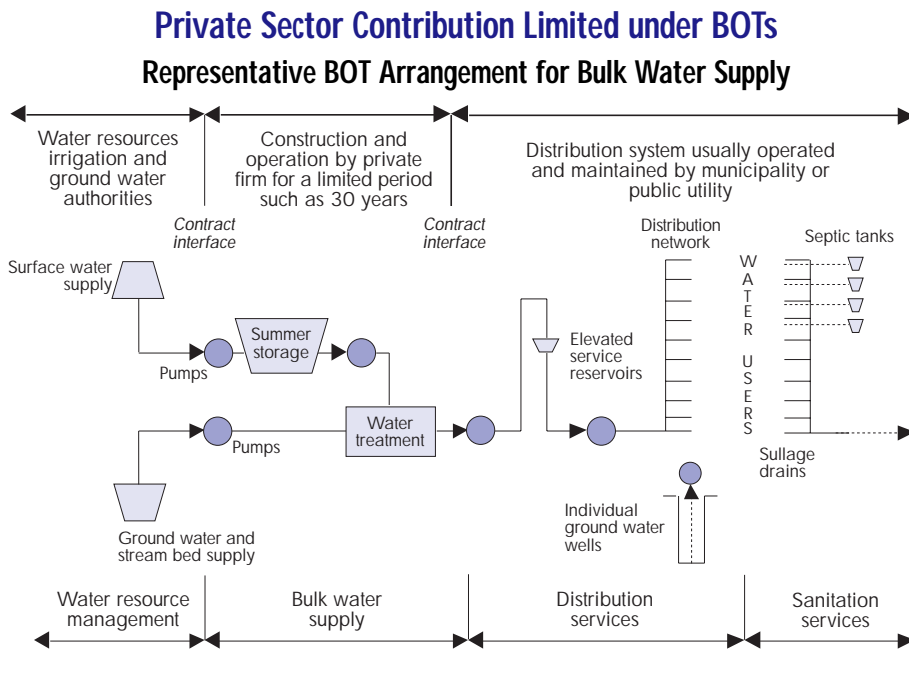 Private Sector Contribution Limited under BOTs
Representative BOT Arrangement for Bulk Water Supply
Water resources
irrigation and
ground water
authorities
Construction and
operation by private
firm for a limited period
such as 30 years
Distribution system usually operated
and maintained by municipality or
public utility
Contract
interface
Contract
interface
Distribution
network
Septic tanks
Surface water
supply
Summer
storage
Pumps
Elevated
service
reservoirs
WATER USERS
Water
treatment
Pumps
Sullage
drains
Individual
ground water
wells
Ground water and
stream bed supply
Water resource
management
Bulk water
supply
Distribution
services
Sanitation
services